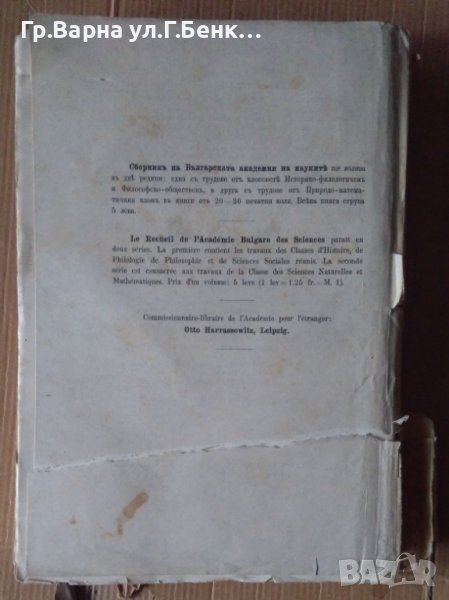 Гр.Варна ул.Г.Бенк...
Сборникъ на Българската академия на наукитѣ ще излиза
въ двѣ редици: една съ трудове отъ клоноветѣ Историко-филологиченъ
и Философско-общественъ, и друга съ трудове отъ Природо-матема-
тичния клонъ въ книги отъ 20—30 печатни коли. Всѣка книга струва
5 лева.
Le Recueil de l'Académie Bulgare des Sciences paraît en
deux séries. La première contient les travaux des Classes d'Histoire, de
Philologie de Philosophie et de Sciences Sociales réunis. La seconde
série est consacrée aux travaux de la Classe des Sciences Naturelles et
Mathématiques. Prix d'un volume: 5 levs (1 lev = 1.25 fr. = M. 1).
Commissionnaire-libraire de l'Académie pour l'étranger:
Otto Harrassowitz, Leipzig.
BAZAR